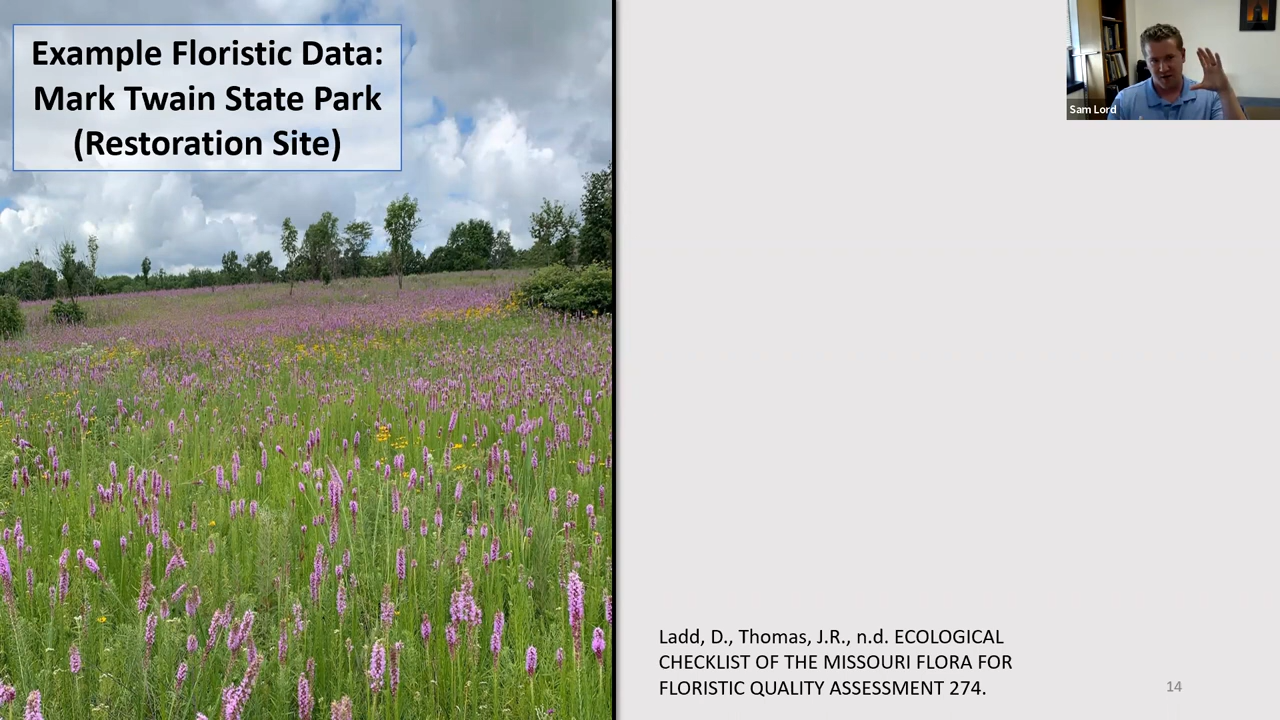 Example Floristic Data:
Mark Twain State Park
(Restoration Site)
Sam Lord
Ladd, D., Thomas, J.R., n.d. ECOLOGICAL
CHECKLIST OF THE MISSOURI FLORA FOR
FLORISTIC QUALITY ASSESSMENT 274.
14